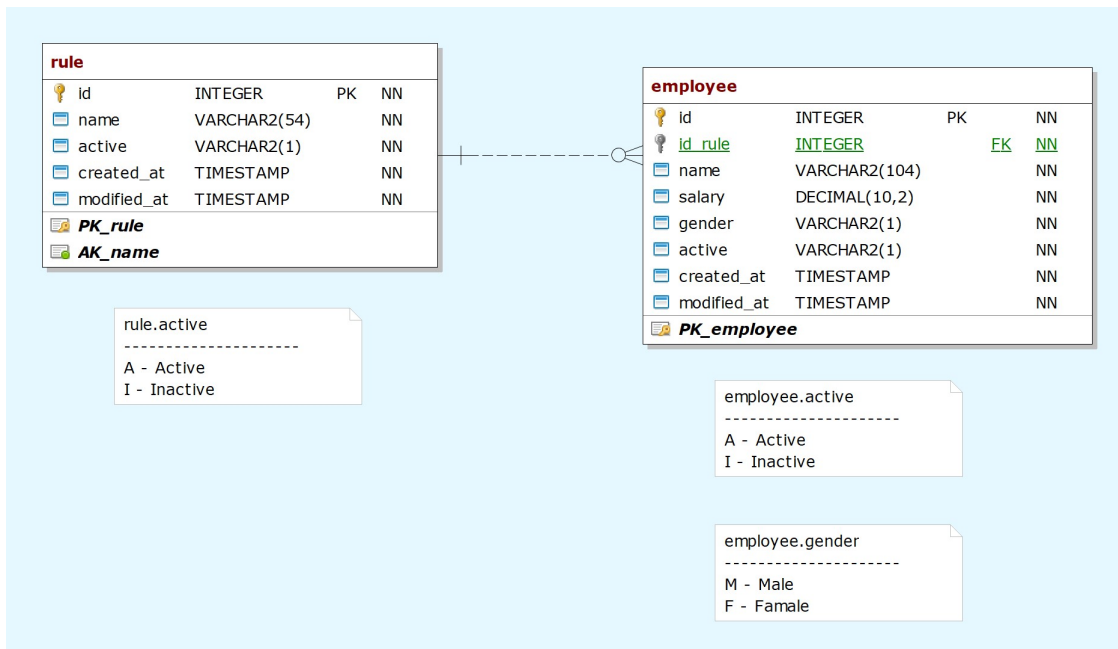 rule
id INTEGER PK NN
name VARCHAR2(54) NN
active VARCHAR2(1) NN
created_at TIMESTAMP NN
modified_at TIMESTAMP NN
PK_rule
AK_name
employee
id INTEGER PK NN
id_rule INTEGER FK NN
name VARCHAR2(104) NN
salary DECIMAL(10,2) NN
gender VARCHAR2(1) NN
active VARCHAR2(1) NN
created_at TIMESTAMP NN
modified_at TIMESTAMP NN
PK_employee
rule.active
---------------------
A - Active
I - Inactive
employee.active
---------------------
A - Active
I - Inactive
employee.gender
---------------------
M - Male
F - Famale